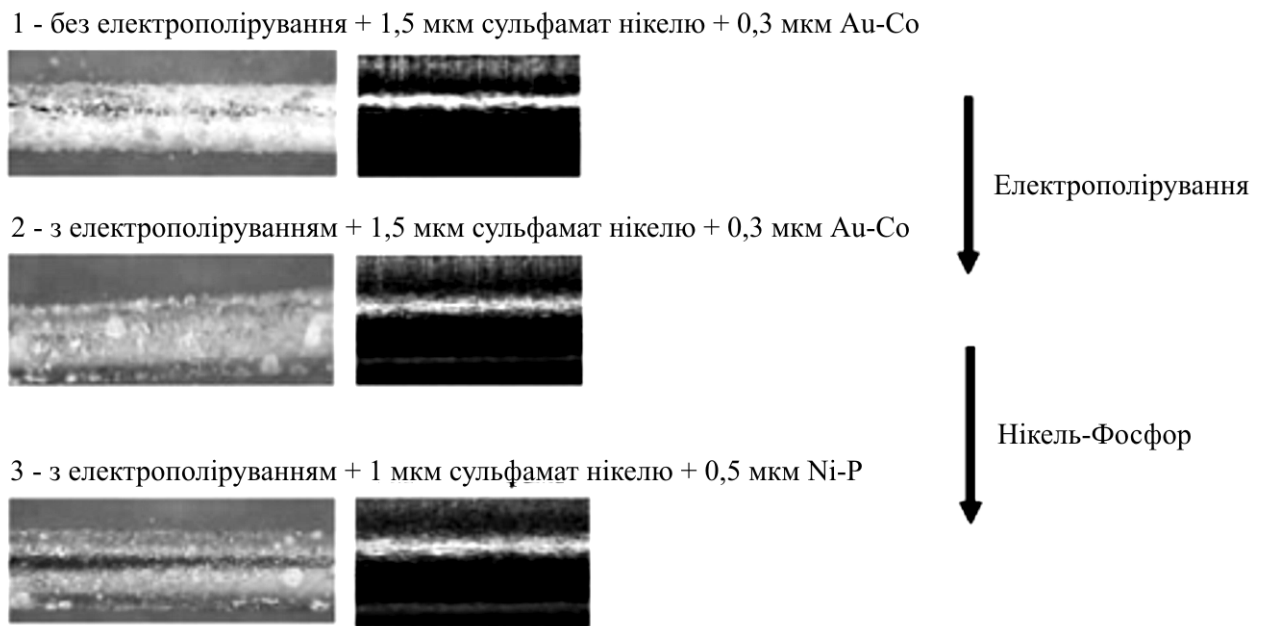 1 - без електрополірування + 1,5 мкм сульфамат нікелю + 0,3 мкм Au-Co
Електрополірування
2 - з електрополіруванням + 1,5 мкм сульфамат нікелю + 0,3 мкм Au-Co
Нікель-Фосфор
3 - з електрополіруванням + 1 мкм сульфамат нікелю + 0,5 мкм Ni-P